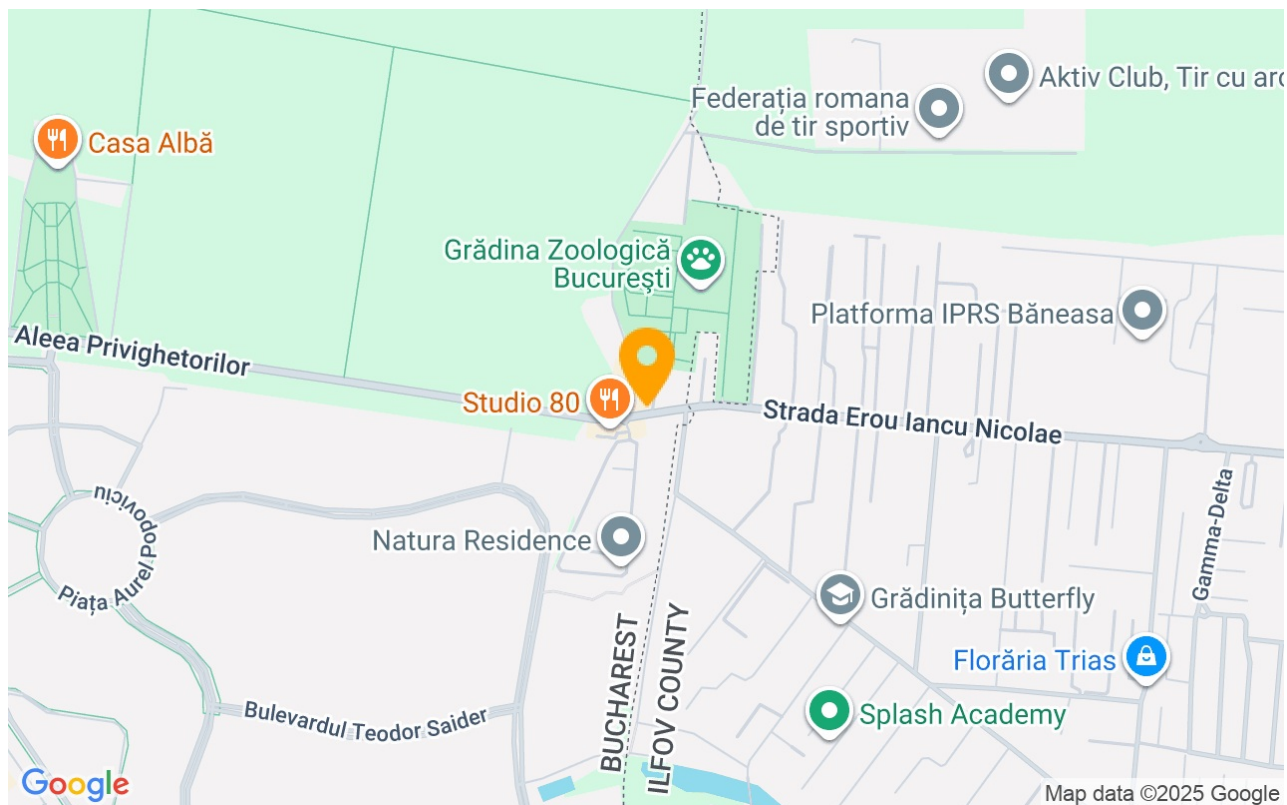 Aktiv Club, Tir cu arc
Federația romana
de tir sportiv
Casa Albă
Grădina Zoologică
București
Platforma IPRS Băneasa
Aleea Privighetorilor
Studio 80
Strada Erou Iancu Nicolae
Gamma-Delta
Piața Aurel Popoviciu
Natura Residence
Grădinița Butterfly
BUCHAREST
ILFOV COUNTY
Florăria Trias
Splash Academy
Bulevardul Teodor Saider
Google
Map data ©2025 Google